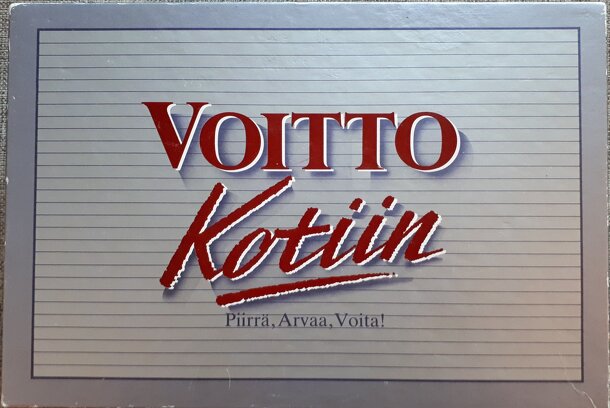 VOITTO
Kotiin
Piirrä, Arvaa, Voita!